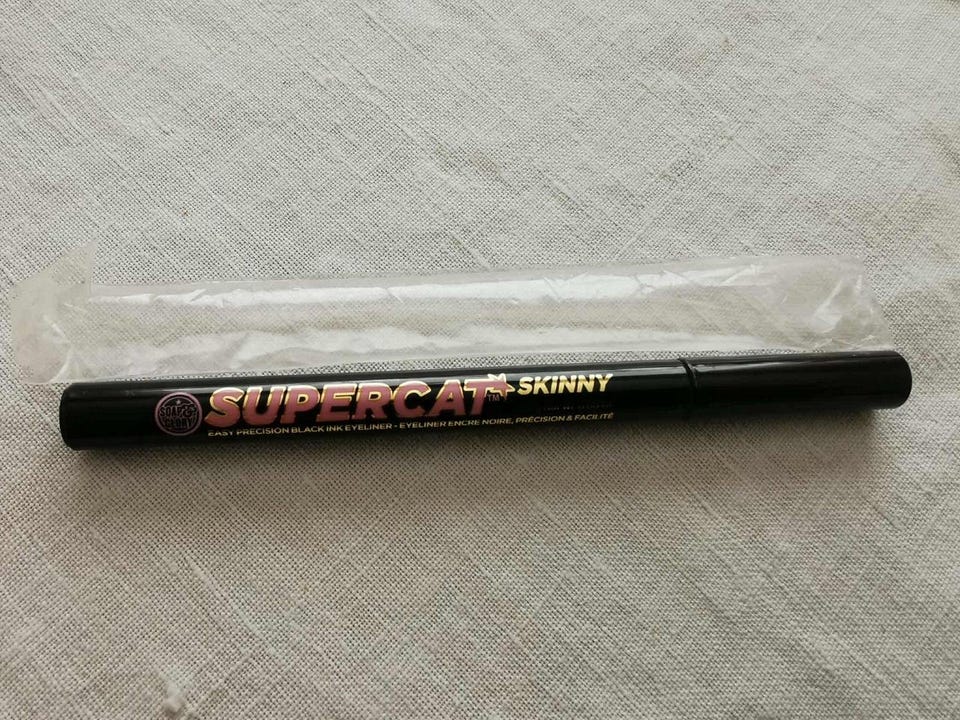 SOAP &
GLORY
SUPERCAT™ SKINNY
EASY PRECISION BLACK INK EYELINER - EYELINER ENCRE NOIRE, PRÉCISION & FACILITÉ